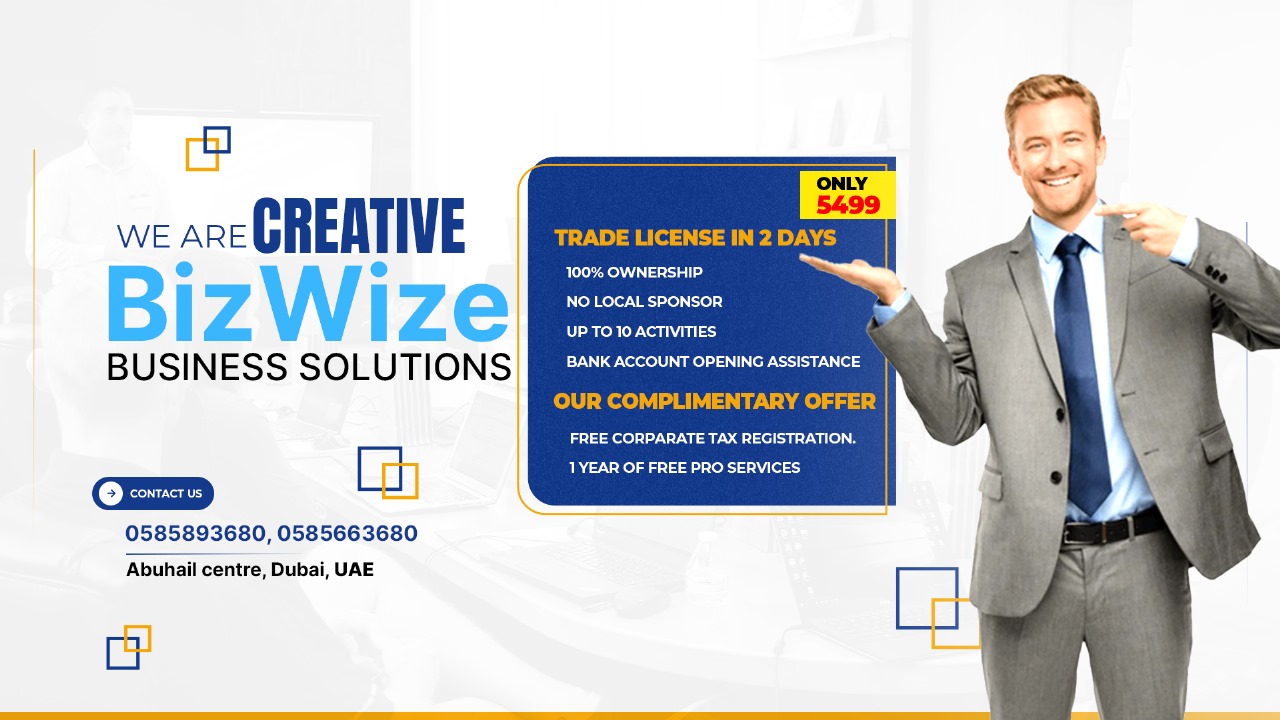 WE ARE CREATIVE
BizWize
BUSINESS SOLUTIONS
CONTACT US
0585893680, 0585663680
Abuhail centre, Dubai, UAE
ONLY
5499
TRADE LICENSE IN 2 DAYS
100% OWNERSHIP
NO LOCAL SPONSOR
UP TO 10 ACTIVITIES
BANK ACCOUNT OPENING ASSISTANCE
OUR COMPLIMENTARY OFFER
FREE CORPARATE TAX REGISTRATION.
1 YEAR OF FREE PRO SERVICES